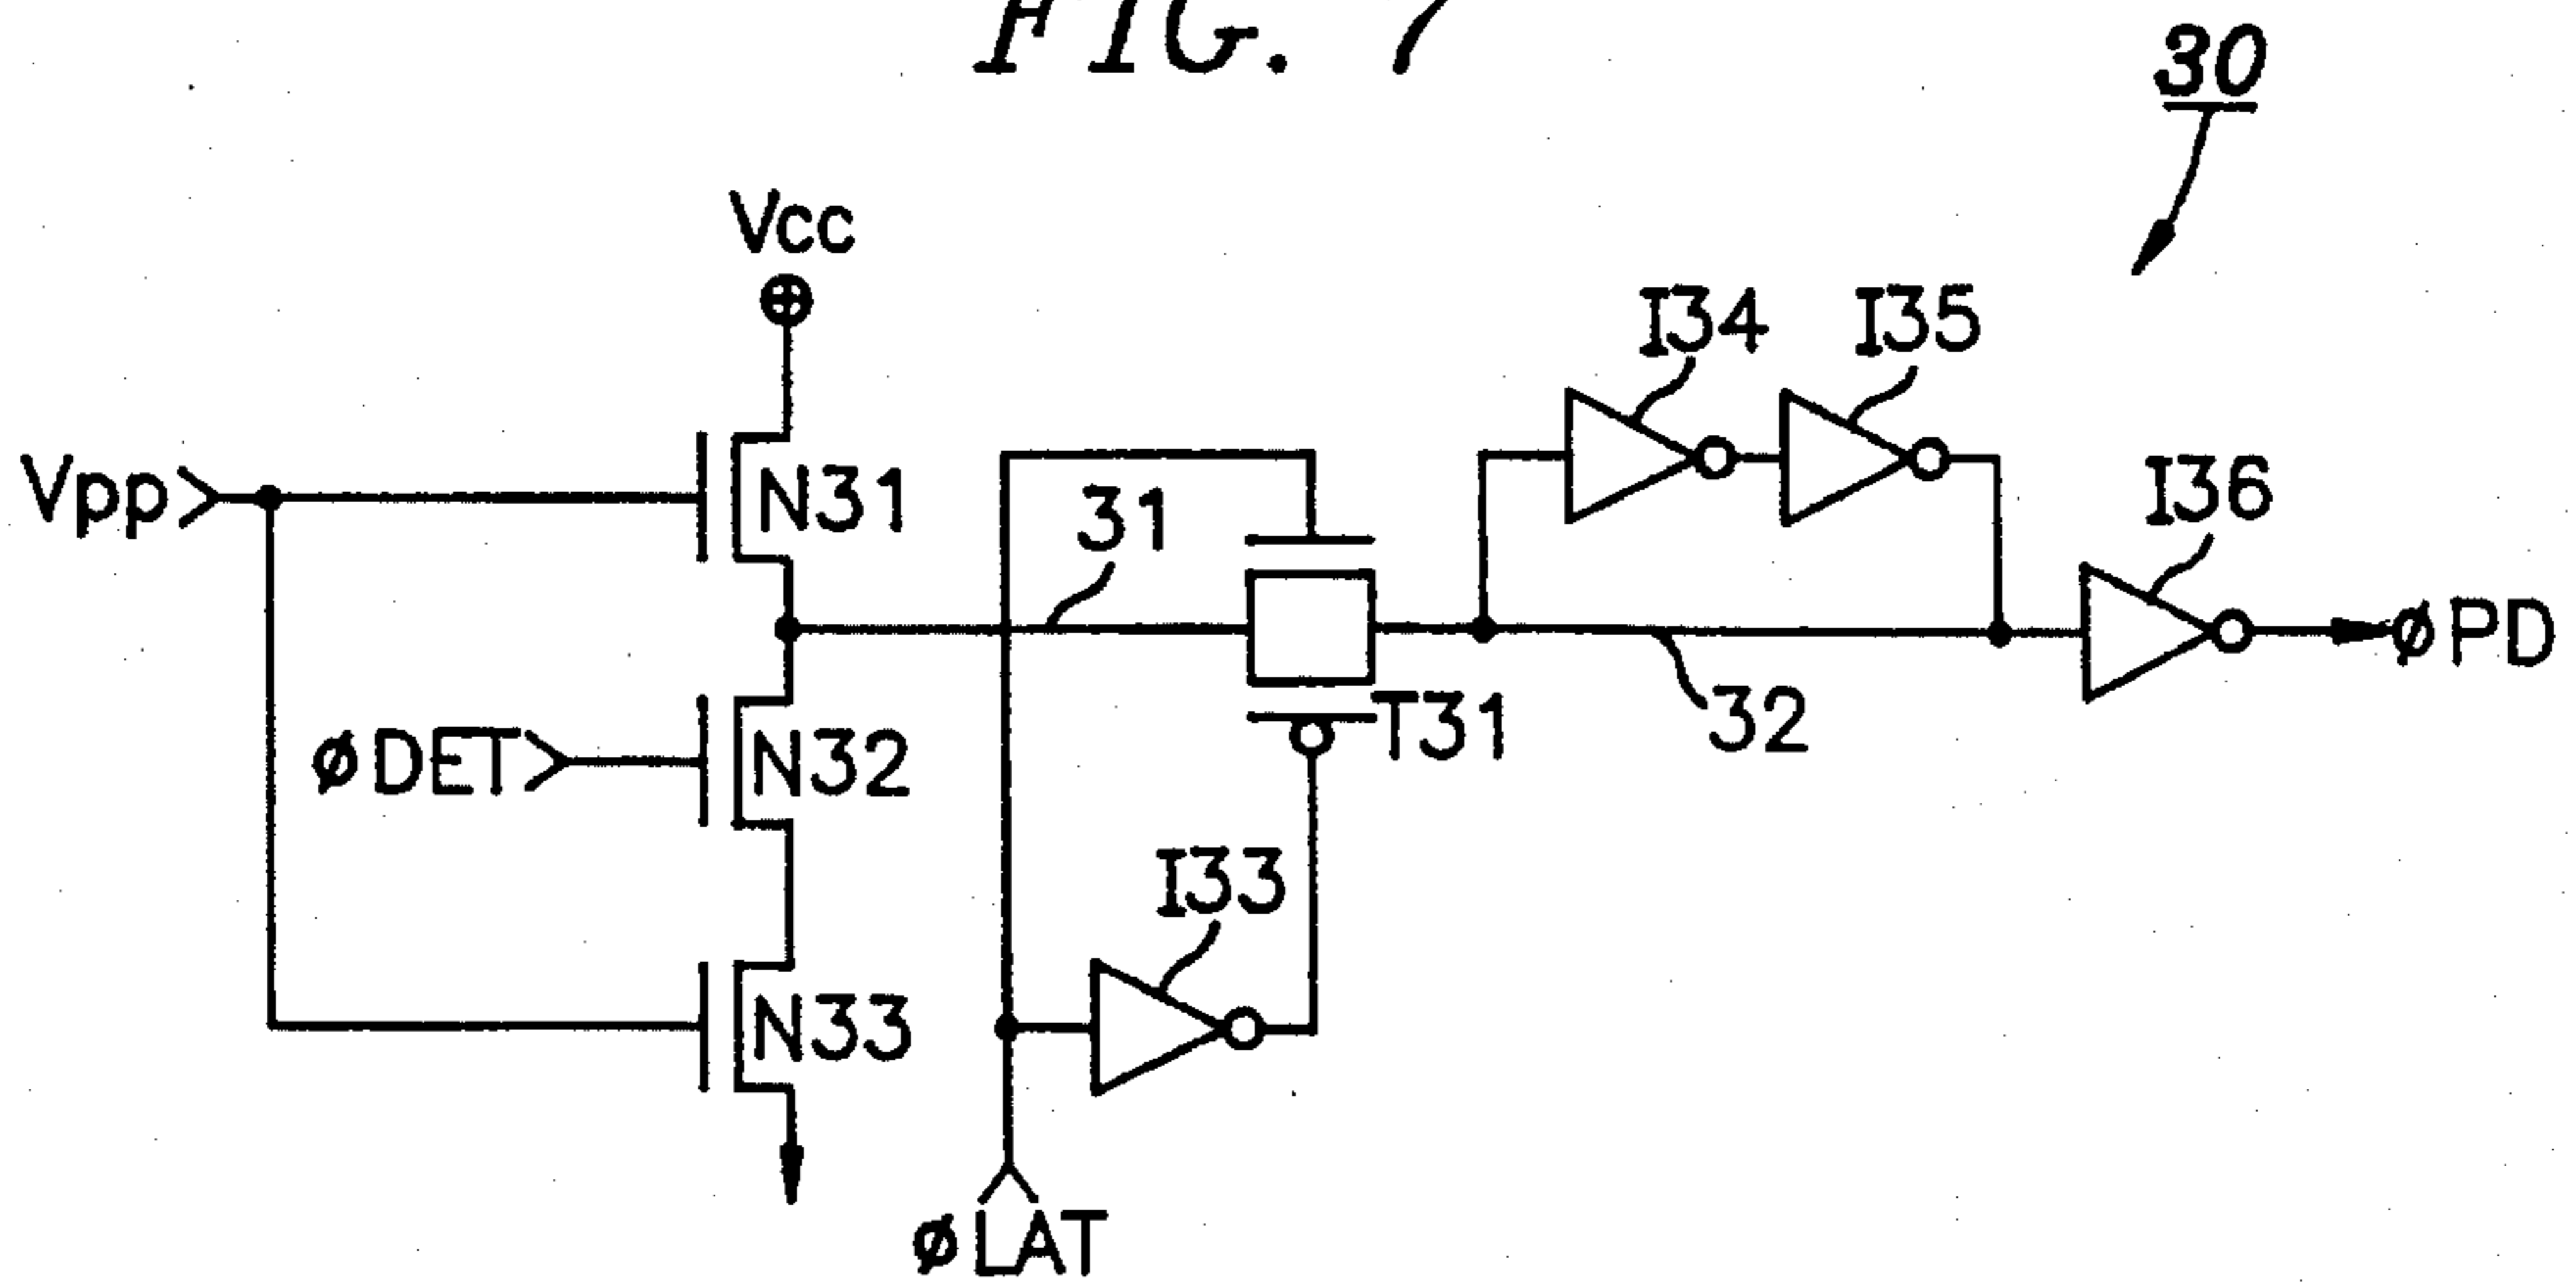 FIG. 7
30
Vcc
I34
I35
Vpp
N31
31
I36
øPD
T31
32
øDET
N32
I33
N33
øLAT